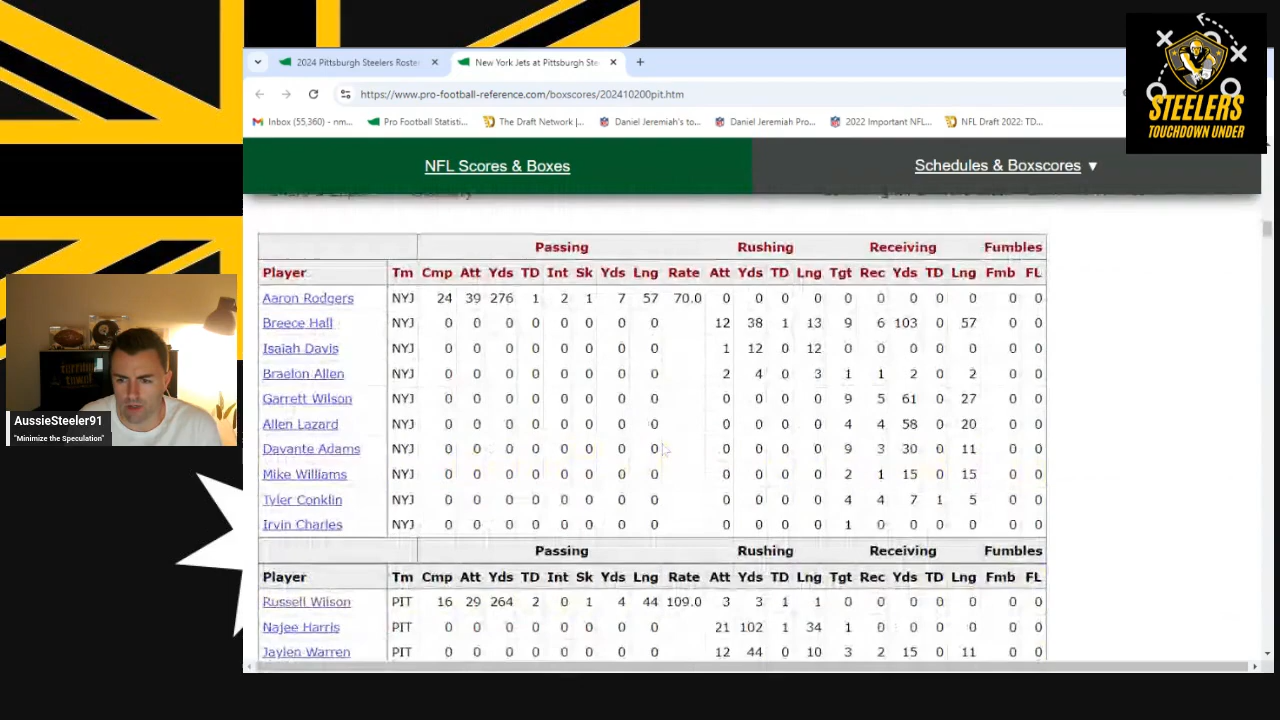 2024 Pittsburgh Steelers Roste
New York Jets at Pittsburgh Ste
https://www.pro-football-reference.com/boxscores/202410200pit.htm
Inbox (55,360) - nm... Pro Football Statisti... The Draft Network |... Daniel Jeremiah's to... Daniel Jeremiah Pro... 2022 Important NFL... NFL Draft 2022: TD...
STEELERS
TOUCHDOWN UNDER
NFL Scores & Boxes Schedules & Boxscores ▼
Passing Rushing Receiving Fumbles
Player Tm Cmp Att Yds TD Int Sk Yds Lng Rate Att Yds TD Lng Tgt Rec Yds TD Lng Fmb FL
Aaron Rodgers NYJ 24 39 276 1 2 1 7 57 70.0 0 0 0 0 0 0 0 0 0 0 0
Breece Hall NYJ 0 0 0 0 0 0 0 0 12 38 1 13 9 6 103 0 57 0 0
Isaiah Davis NYJ 0 0 0 0 0 0 0 0 1 12 0 12 0 0 0 0 0 0 0
Braelon Allen NYJ 0 0 0 0 0 0 0 0 2 4 0 3 1 1 2 0 2 0 0
Garrett Wilson NYJ 0 0 0 0 0 0 0 0 0 0 0 0 9 5 61 0 27 0 0
Allen Lazard NYJ 0 0 0 0 0 0 0 0 0 0 0 0 4 4 58 0 20 0 0
Davante Adams NYJ 0 0 0 0 0 0 0 0 0 0 0 0 9 3 30 0 11 0 0
Mike Williams NYJ 0 0 0 0 0 0 0 0 0 0 0 0 2 1 15 0 15 0 0
Tyler Conklin NYJ 0 0 0 0 0 0 0 0 0 0 0 0 4 4 7 1 5 0 0
Irvin Charles NYJ 0 0 0 0 0 0 0 0 0 0 0 0 1 0 0 0 0 0 0
Passing Rushing Receiving Fumbles
Player Tm Cmp Att Yds TD Int Sk Yds Lng Rate Att Yds TD Lng Tgt Rec Yds TD Lng Fmb FL
Russell Wilson PIT 16 29 264 2 0 1 4 44 109.0 3 3 1 1 0 0 0 0 0 0 0
Najee Harris PIT 0 0 0 0 0 0 0 0 21 102 1 34 1 0 0 0 0 0 0
Jaylen Warren PIT 0 0 0 0 0 0 0 0 12 44 0 10 3 2 15 0 11 0 0
AussieSteeler91
"Minimize the Speculation"